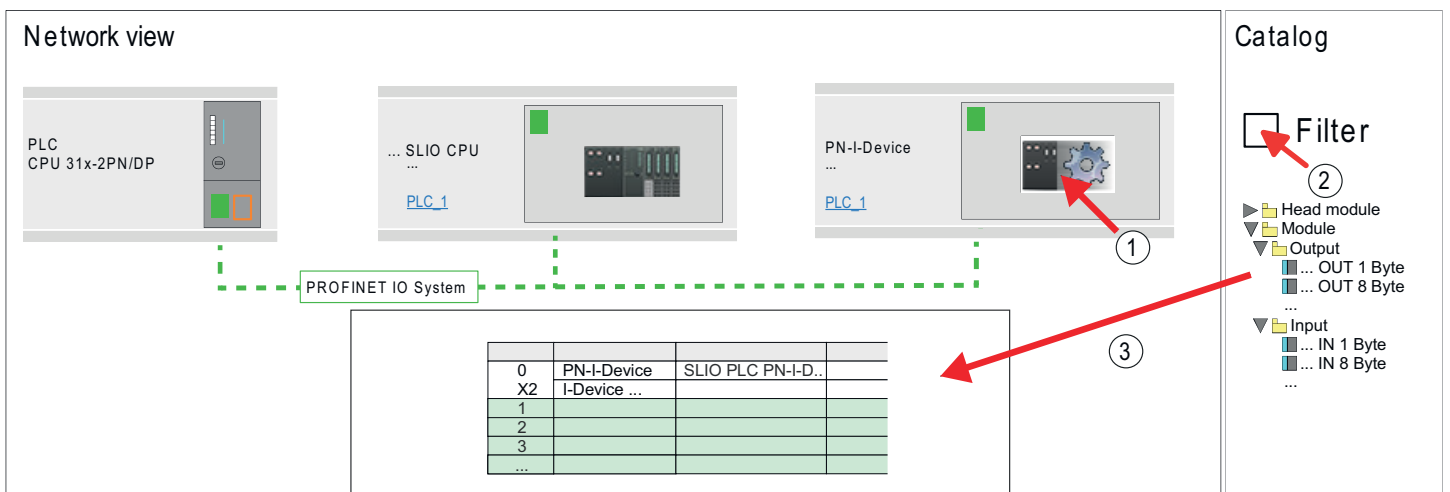 Network view
PLC
CPU 31x-2PN/DP
... SLIO CPU
...
PLC_1
PN-I-Device
...
PLC_1
1
PROFINET IO System
0 PN-I-Device SLIO PLC PN-I-D..
X2 I-Device ...
1
2
3
...
3
Catalog
Filter
2
Head module
Module
Output
... OUT 1 Byte
... OUT 8 Byte
...
Input
... IN 1 Byte
... IN 8 Byte
...